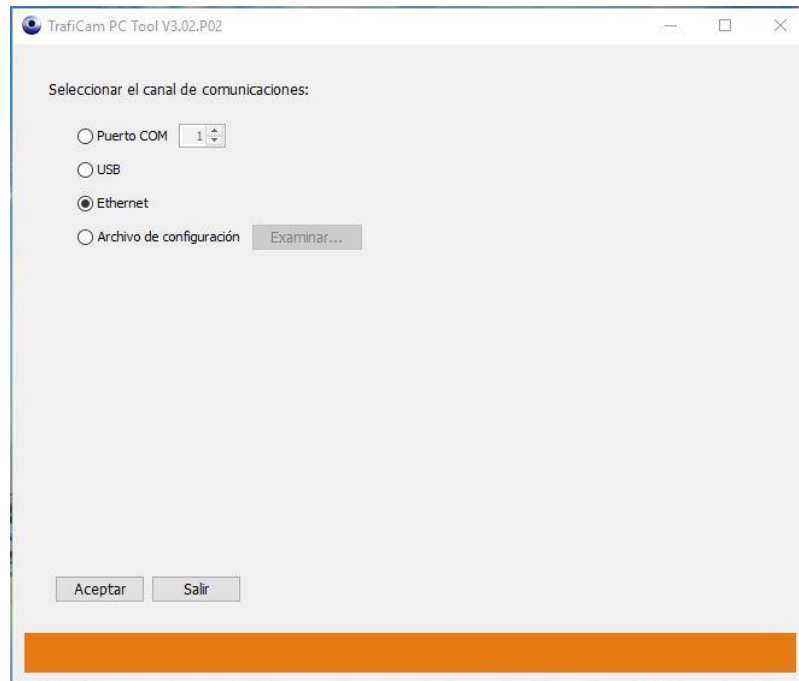 TrafiCam PC Tool V3.02.P02
Seleccionar el canal de comunicaciones:
Puerto COM 1
USB
Ethernet
Archivo de configuración Examinar...
Aceptar Salir